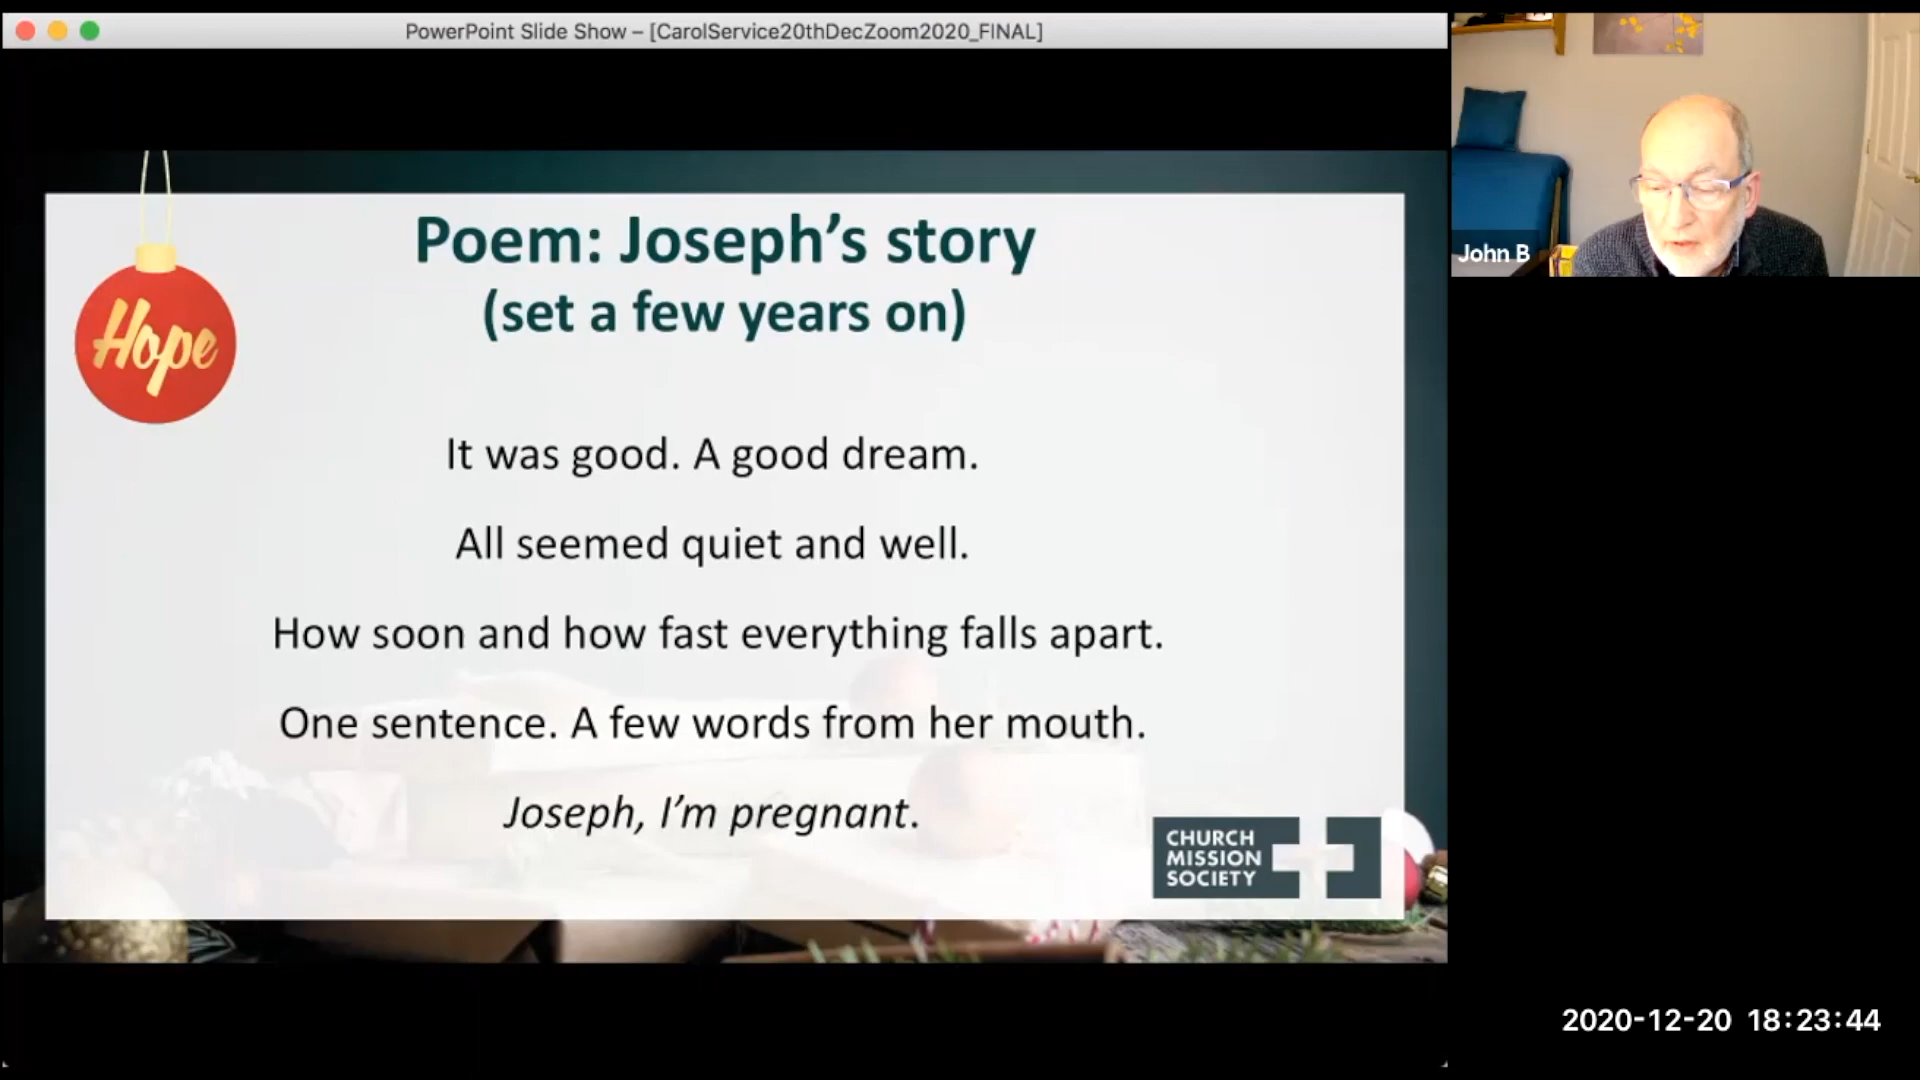 PowerPoint Slide Show – [CarolService20thDecZoom2020_FINAL]
Hope
Poem: Joseph’s story
(set a few years on)
It was good. A good dream.
All seemed quiet and well.
How soon and how fast everything falls apart.
One sentence. A few words from her mouth.
Joseph, I’m pregnant.
CHURCH
MISSION
SOCIETY
John B
2020-12-20 18:23:44